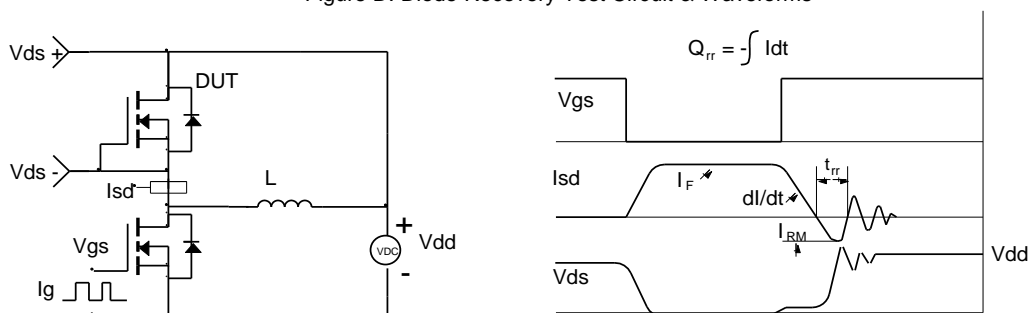 Figure Diode Recovery Test Circuit & Waveforms
Vds +
DUT
Vds -
Isd
L
Vgs
Ig
+
VDC
-
Vdd
Qrr = -∫ Idt
Vgs
Isd
IF
dI/dt
trr
IRM
Vdd
Vds